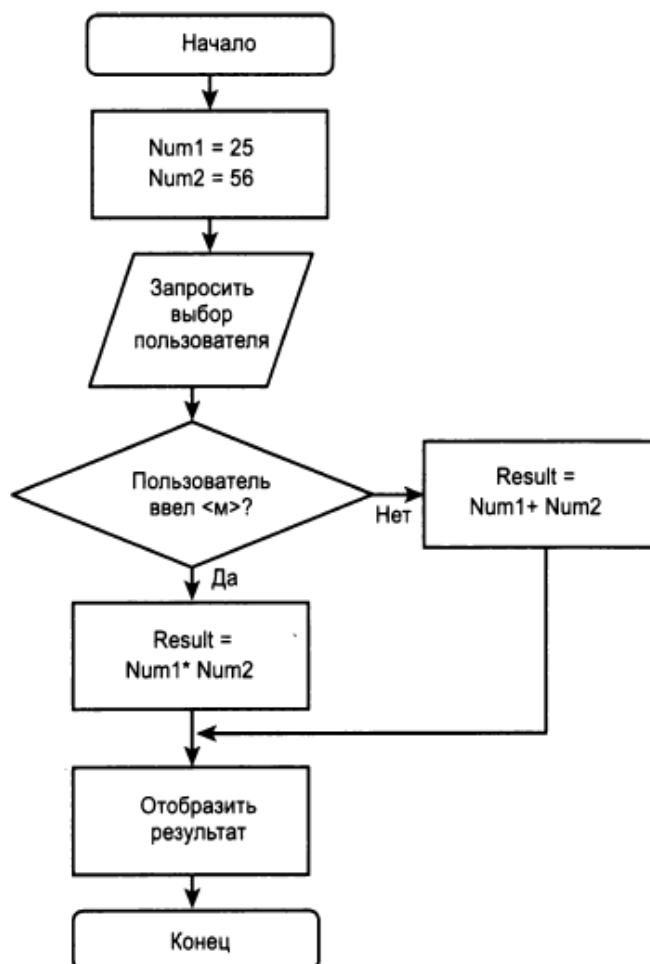 Начало
Num1 = 25
Num2 = 56
Запросить
выбор
пользователя
Пользователь
ввел <м>?
Нет
Result =
Num1+ Num2
Да
Result =
Num1* Num2
Отобразить
результат
Конец